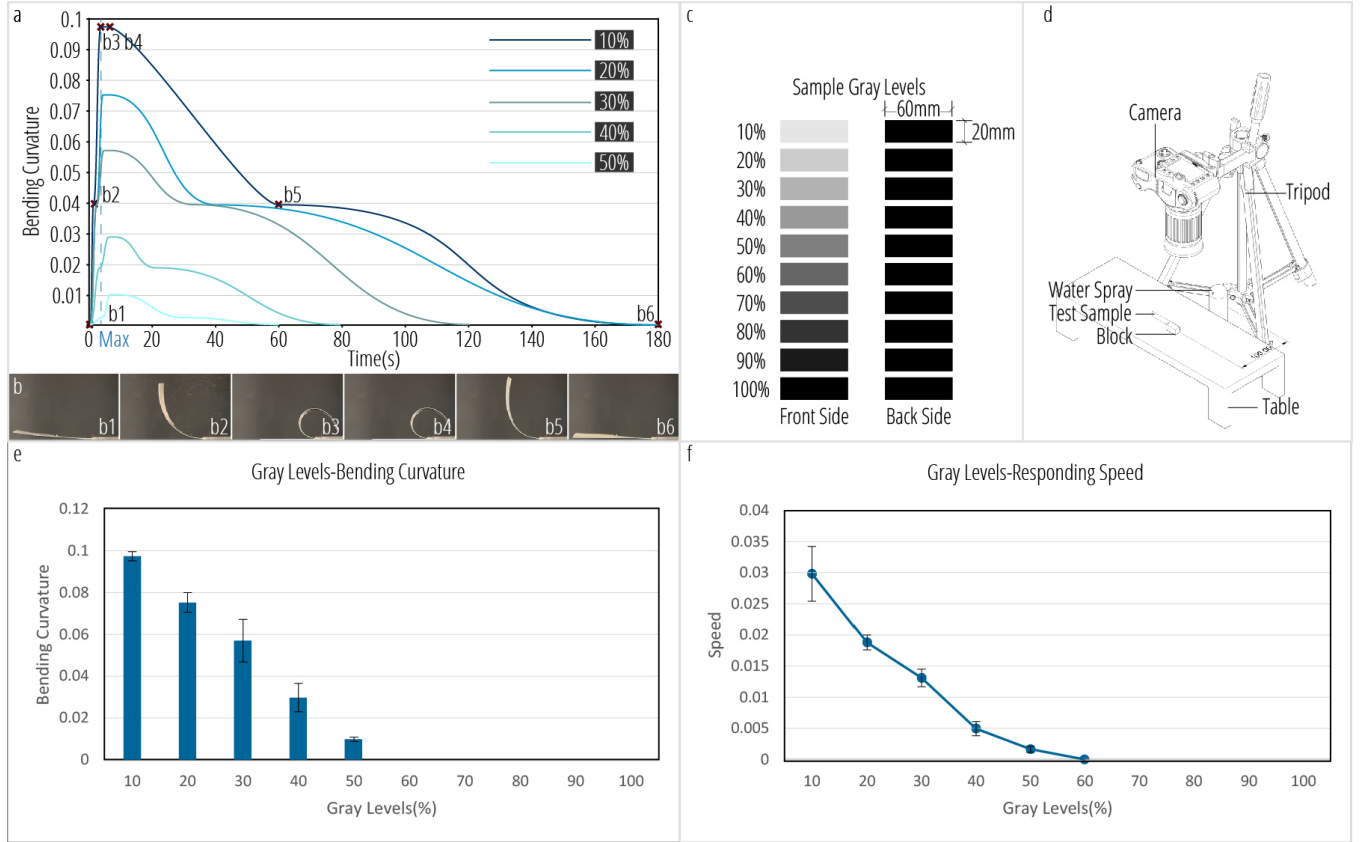 a
0.1
0.09
0.08
0.07
0.06
0.05
0.04
0.03
0.02
0.01
Bending Curvature
b3 b4
b2
b5
b1
b6
10%
20%
30%
40%
50%
0 Max 20 40 60 80 100 120 140 160 180
Time(s)
b
b1
b2
b3
b4
b5
b6
c
Sample Gray Levels
60mm
20mm
10%
20%
30%
40%
50%
60%
70%
80%
90%
100%
Front Side Back Side
d
Camera
Tripod
Water Spray
Test Sample
Block
Table
e
Gray Levels-Bending Curvature
0.12
0.1
0.08
0.06
0.04
0.02
0
Bending Curvature
10 20 30 40 50 60 70 80 90 100
Gray Levels(%)
f
Gray Levels-Responding Speed
0.04
0.035
0.03
0.025
0.02
0.015
0.01
0.005
0
Speed
10 20 30 40 50 60 70 80 90 100
Gray Levels(%)